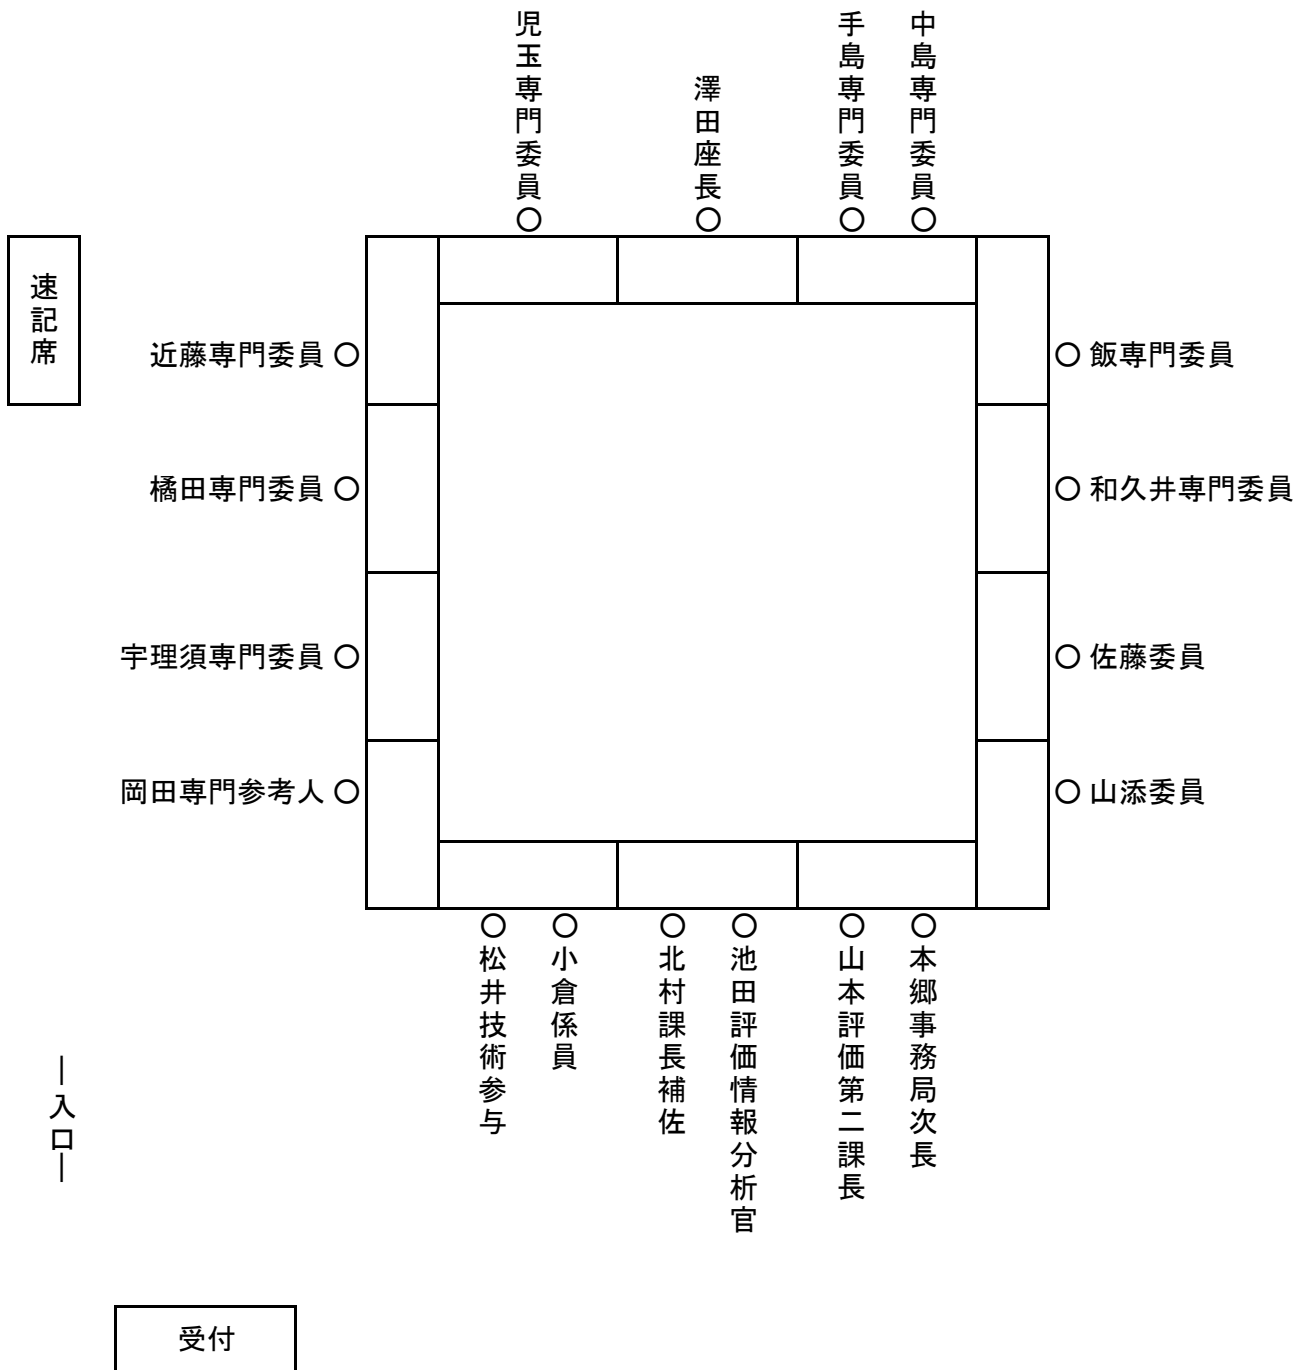 児玉専門委員○
澤田座長○
手島専門委員○
中島専門委員○
速記席
近藤専門委員○
○飯専門委員
橘田専門委員○
○和久井専門委員
宇理須専門委員○
○佐藤委員
岡田専門参考人○
○山添委員
○松井技術参与
○小倉係員
○北村課長補佐
○池田評価情報分析官
○山本評価第二課長
○本郷事務局次長
―入口―
受付